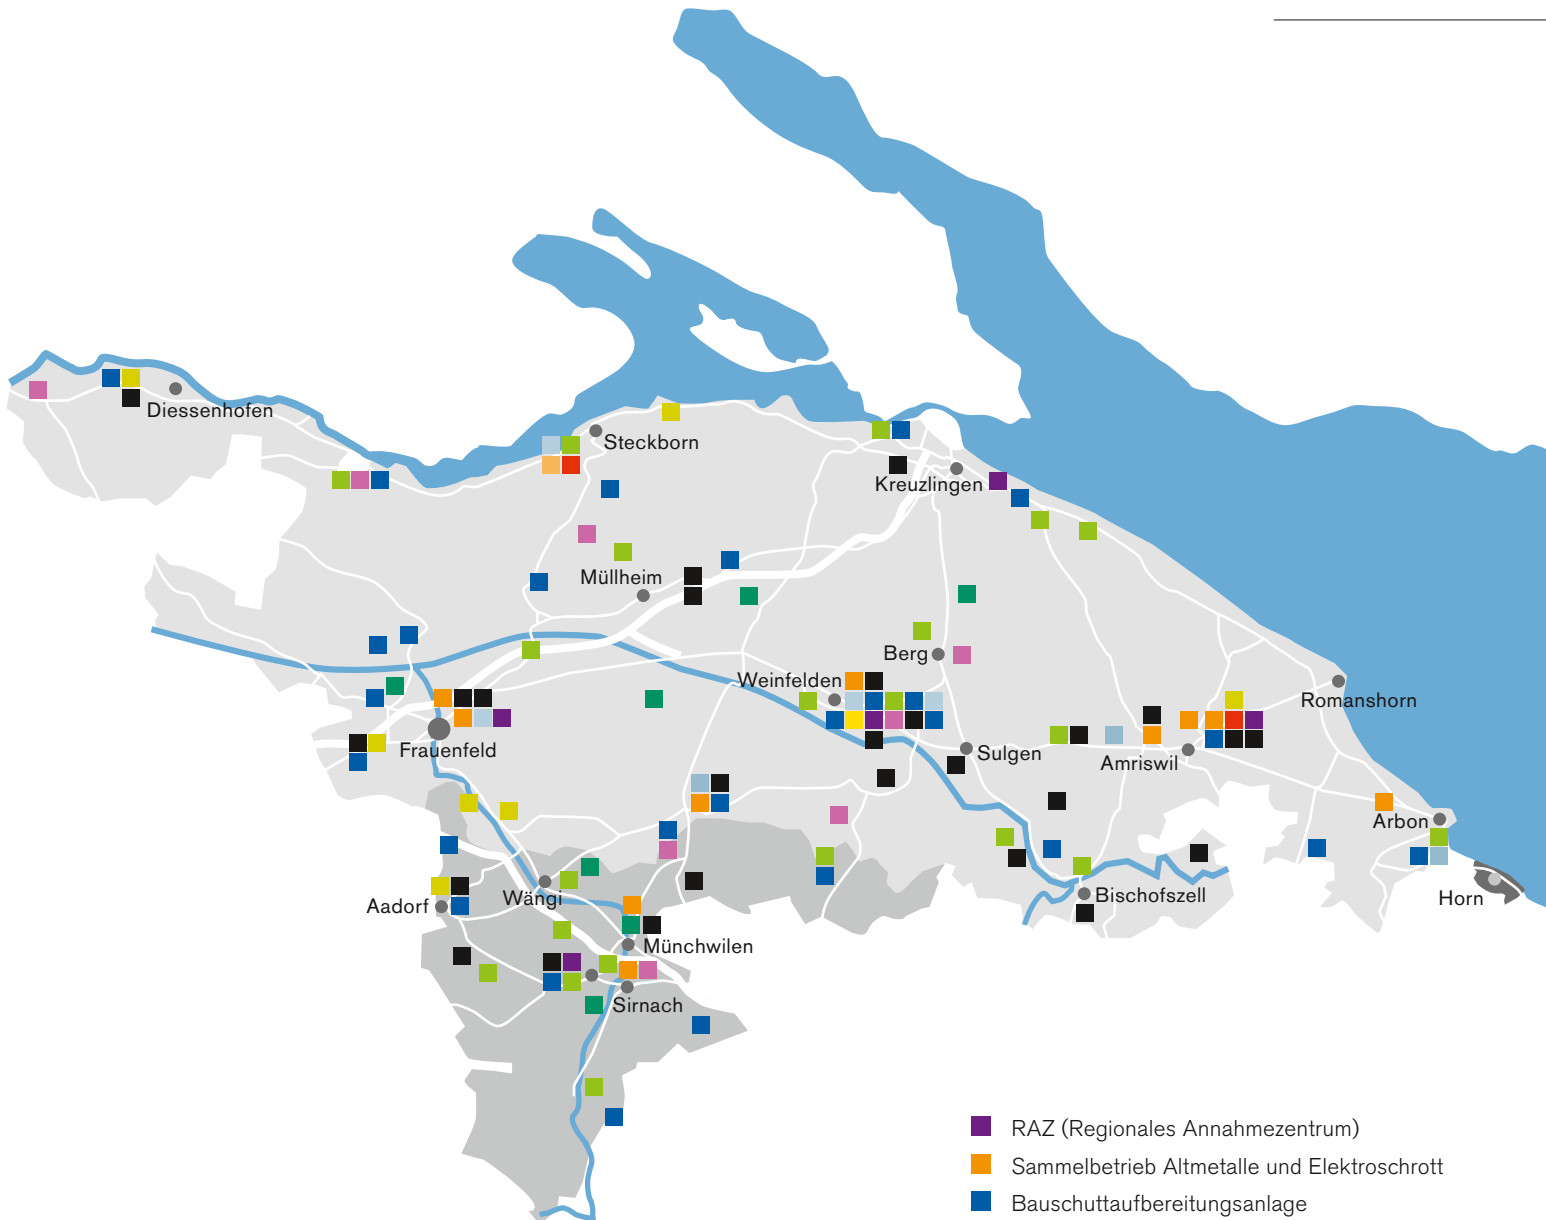 Diessenhofen
Steckborn
Kreuzlingen
Müllheim
Berg
Weinfelden
Romanshorn
Frauenfeld
Sulgen
Amriswil
Arbon
Wängi
Aadorf
Bischofszell
Horn
Münchwilen
Sirnach
RAZ (Regionales Annahmezentrum)
Sammelbetrieb Altmetalle und Elektroschrott
Bauschuttaufbereitungsanlage